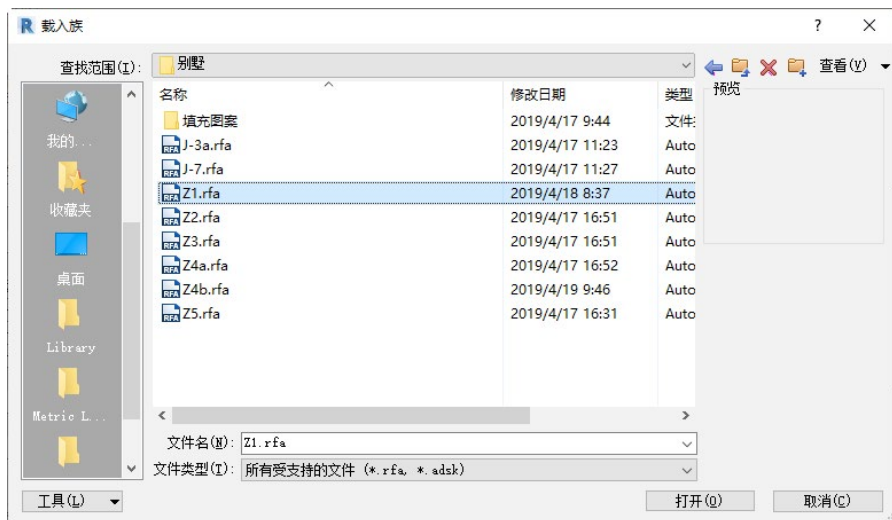 载入族
?
查找范围(I):
别墅
查看(V)
我的...
收藏夹
桌面
Library
Metric L...
名称
修改日期
类型
填充图案
2019/4/17 9:44
文件
J-3a.rfa
2019/4/17 11:23
Auto
J-7.rfa
2019/4/17 11:27
Auto
Z1.rfa
2019/4/18 8:37
Auto
Z2.rfa
2019/4/17 16:51
Auto
Z3.rfa
2019/4/17 16:51
Auto
Z4a.rfa
2019/4/17 16:52
Auto
Z4b.rfa
2019/4/19 9:46
Auto
Z5.rfa
2019/4/17 16:31
Auto
预览
文件名(N):
Z1.rfa
文件类型(T):
所有受支持的文件 (*.rfa, *.adsk)
工具(L)
打开(O)
取消(C)